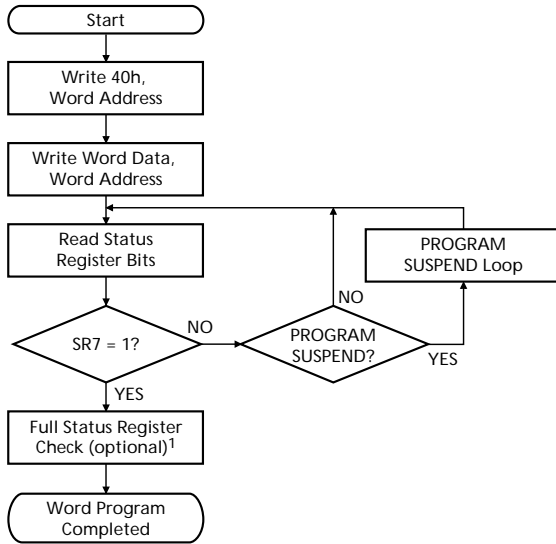 Start
Write 40h,
Word Address
Write Word Data,
Word Address
Read Status
Register Bits
PROGRAM
SUSPEND Loop
NO
SR7 = 1?
NO
PROGRAM
SUSPEND?
YES
YES
Full Status Register
Check (optional)1
Word Program
Completed